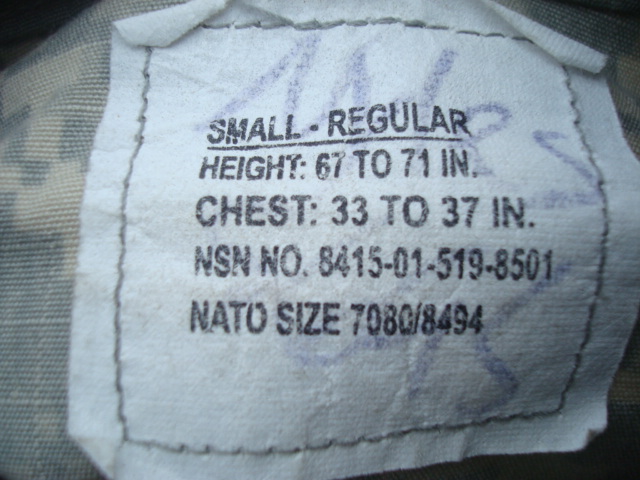 SMALL - REGULAR
HEIGHT: 67 TO 71 IN.
CHEST: 33 TO 37 IN.
NSN NO. 8415-01-519-8501
NATO SIZE 7080/8494